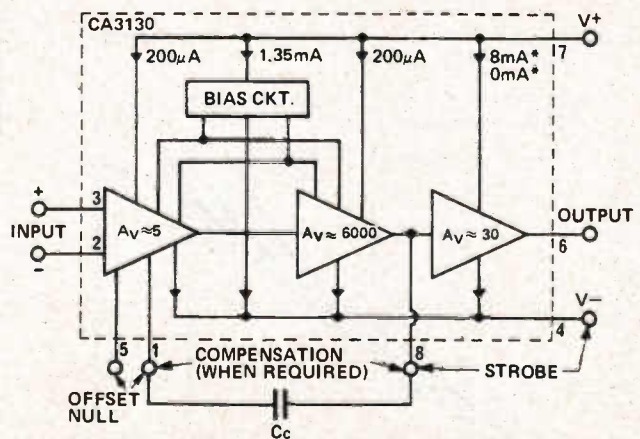 CA3130
V+
7
200µA
1.35mA
200µA
8mA*
0mA*
BIAS CKT.
+
3
INPUT
2
-
AV≈5
AV≈ 6000
AV≈ 30
OUTPUT
6
V-
4
5
1
COMPENSATION
(WHEN REQUIRED)
8
STROBE
OFFSET
NULL
Cc